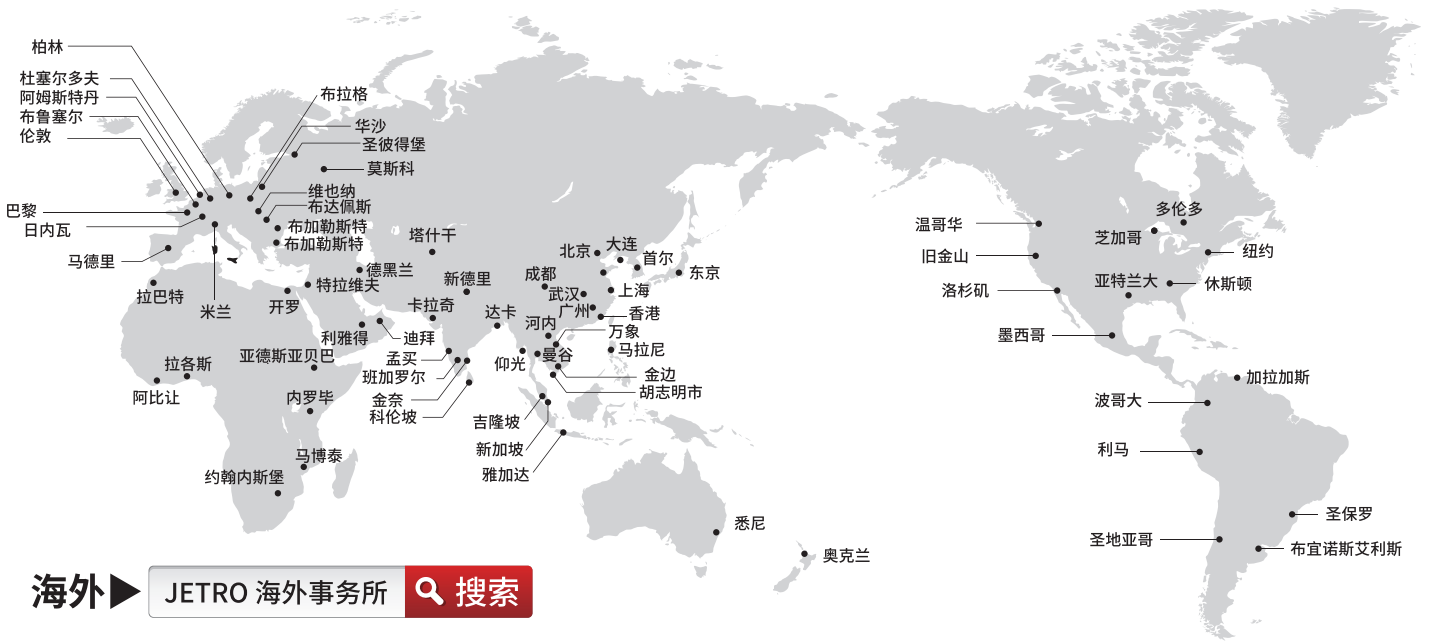 柏林
杜塞尔多夫
阿姆斯特丹
布鲁塞尔
伦敦
巴黎
日内瓦
马德里
布拉格
华沙
圣彼得堡
莫斯科
维也纳
布达佩斯
布加勒斯特
布加勒斯特
塔什干
德黑兰
特拉维夫
新德里
拉巴特
米兰
开罗
卡拉奇
达卡
利雅得
迪拜
亚德斯亚贝巴
孟买
班加罗尔
金奈
科伦坡
拉各斯
阿比让
内罗毕
马博泰
约翰内斯堡
北京
大连
首尔
东京
成都
武汉
上海
广州
香港
河内
万象
曼谷
仰光
马拉尼
金边
胡志明市
吉隆坡
新加坡
雅加达
悉尼
奥克兰
温哥华
旧金山
洛杉矶
墨西哥
多伦多
芝加哥
纽约
亚特兰大
休斯顿
加拉加斯
波哥大
利马
圣保罗
圣地亚哥
布宜诺斯艾利斯
海外▶ JETRO 海外事务所 搜索